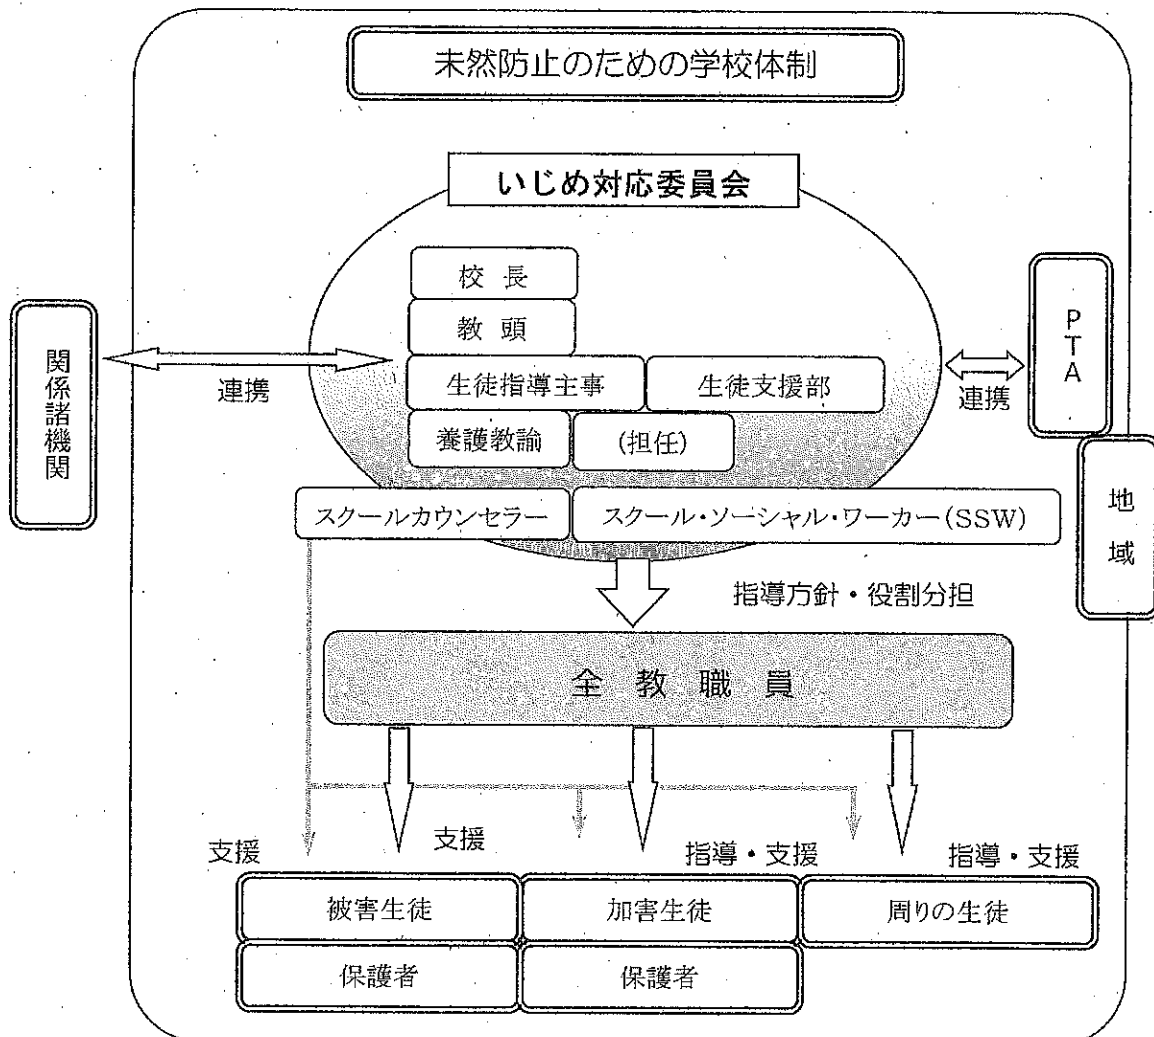 未然防止のための学校体制
いじめ対応委員会
校長
教頭
生徒指導主事
生徒支援部
養護教諭
(担任)
スクールカウンセラー
スクール・ソーシャル・ワーカー(SSW)
関係諸機関
連携
連携
PTA
地域
指導方針・役割分担
全教職員
支援
支援
指導・支援
指導・支援
被害生徒
加害生徒
周りの生徒
保護者
保護者